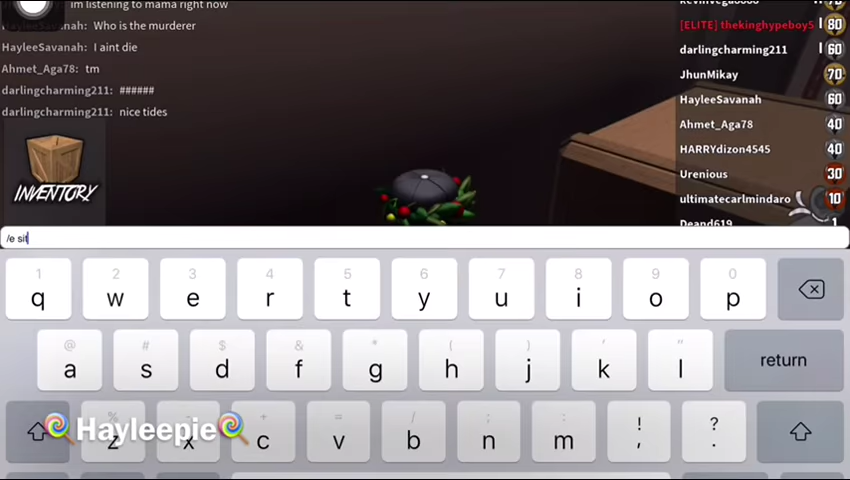 im listening to mama right now
HayleeSavanah: Who is the murderer
HayleeSavanah: I aint die
Ahmet_Aga78: tm
darlingcharming211: ######
darlingcharming211: nice tides
INVENTORY
[ELITE] thekinghypeboy5 80
darlingcharming211 60
JhunMikay 70
HayleeSavanah 60
Ahmet_Aga78 40
HARRYdizon4545 40
Urenious 30
ultimatecarlmindaro 10
Deand619 1
/e sit
1 2 3 4 5 6 7 8 9 0
q w e r t y u i o p
@ # $ & * ( ) ' "
a s d f g h j k l return
% - + = / ; : ! ?
z x c v b n m , .
🍭Hayleepie🍭